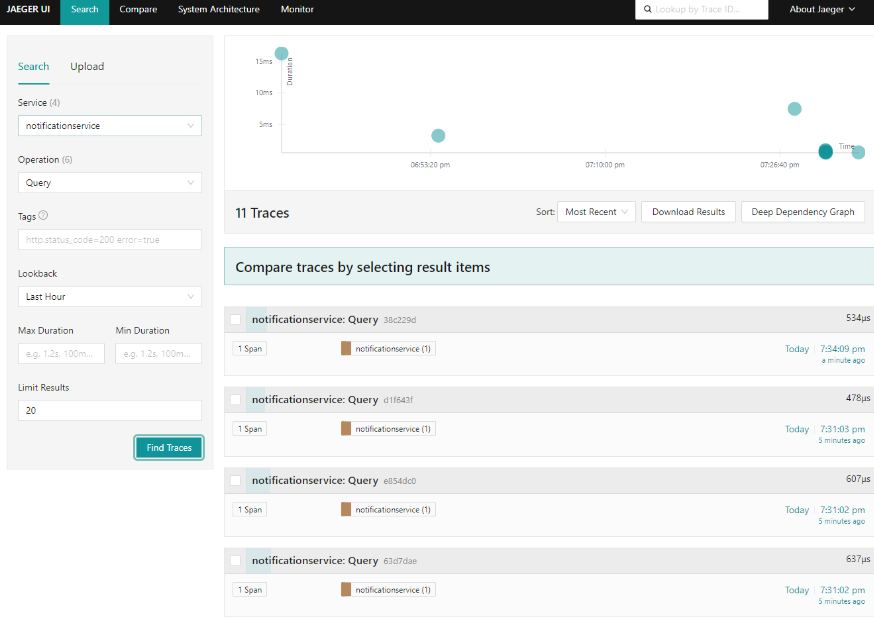 JAEGER UI Search Compare System Architecture Monitor Lookup by Trace ID... About Jaeger
Search Upload
Service (4)
notificationservice
Operation (6)
Query
Tags
http.status_code=200 error=true
Lookback
Last Hour
Max Duration Min Duration
e.g. 1.2s, 100m... e.g. 1.2s, 100m...
Limit Results
20
Find Traces
Duration
15ms
10ms
5ms
Time
06:53:20 pm 07:10:00 pm 07:26:40 pm
11 Traces Sort: Most Recent Download Results Deep Dependency Graph
Compare traces by selecting result items
notificationservice: Query 38c229d 534µs
1 Span notificationservice (1) Today 7:34:09 pm
a minute ago
notificationservice: Query d1f643f 478µs
1 Span notificationservice (1) Today 7:31:03 pm
5 minutes ago
notificationservice: Query e854dc0 607µs
1 Span notificationservice (1) Today 7:31:02 pm
5 minutes ago
notificationservice: Query 63d7dae 637µs
1 Span notificationservice (1) Today 7:31:02 pm
5 minutes ago